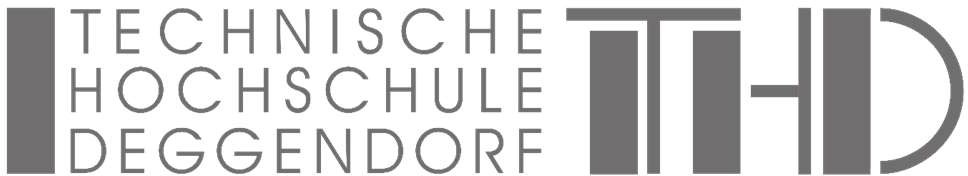 TECHNISCHE
HOCHSCHULE
DEGGENDORF
THD